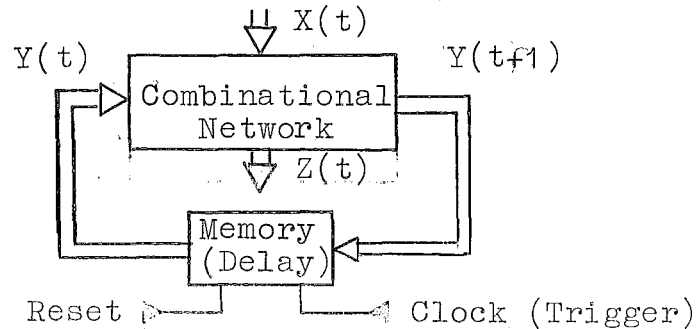 X(t)
Y(t)
Y(t+1)
Combinational
Network
Z(t)
Memory
(Delay)
Reset
Clock (Trigger)